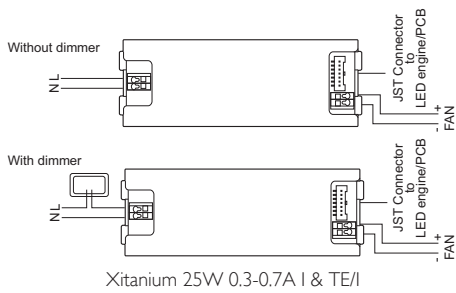 Without dimmer
N L
JST Connector
to
LED engine/PCB
+
-
FAN
With dimmer
N L
JST Connector
to
LED engine/PCB
+
-
FAN
Xitanium 25W 0.3-0.7A I & TE/I